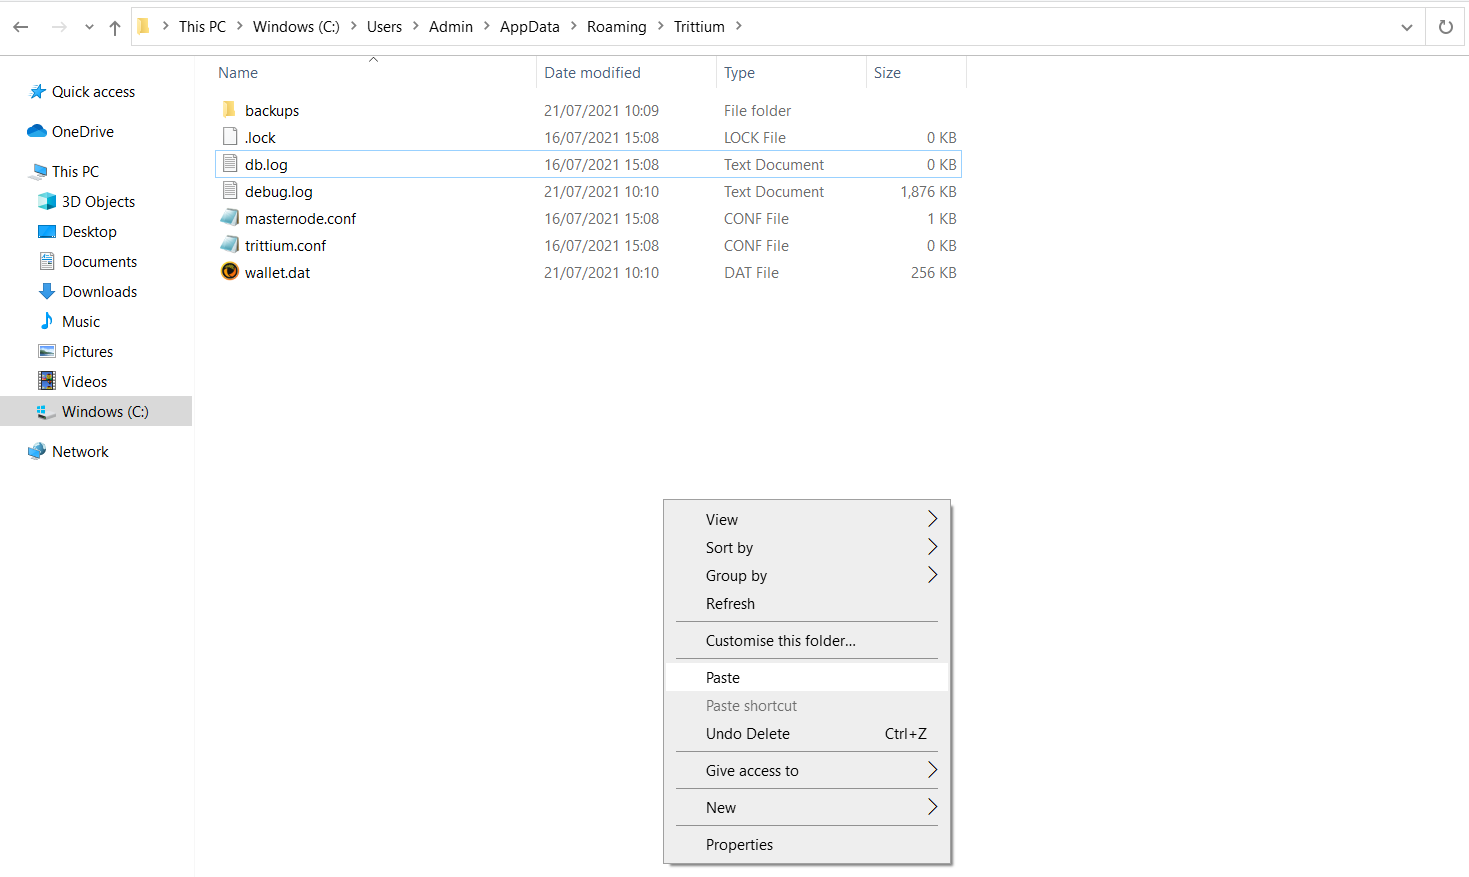 This PC > Windows (C:) > Users > Admin > AppData > Roaming > Trittium >
Name Date modified Type Size
Quick access
OneDrive
This PC
3D Objects
Desktop
Documents
Downloads
Music
Pictures
Videos
Windows (C:)
Network
backups 21/07/2021 10:09 File folder
.lock 16/07/2021 15:08 LOCK File 0 KB
db.log 16/07/2021 15:08 Text Document 0 KB
debug.log 21/07/2021 10:10 Text Document 1,876 KB
masternode.conf 16/07/2021 15:08 CONF File 1 KB
trittium.conf 16/07/2021 15:08 CONF File 0 KB
wallet.dat 21/07/2021 10:10 DAT File 256 KB
View
Sort by
Group by
Refresh
Customise this folder...
Paste
Paste shortcut
Undo Delete Ctrl+Z
Give access to
New
Properties